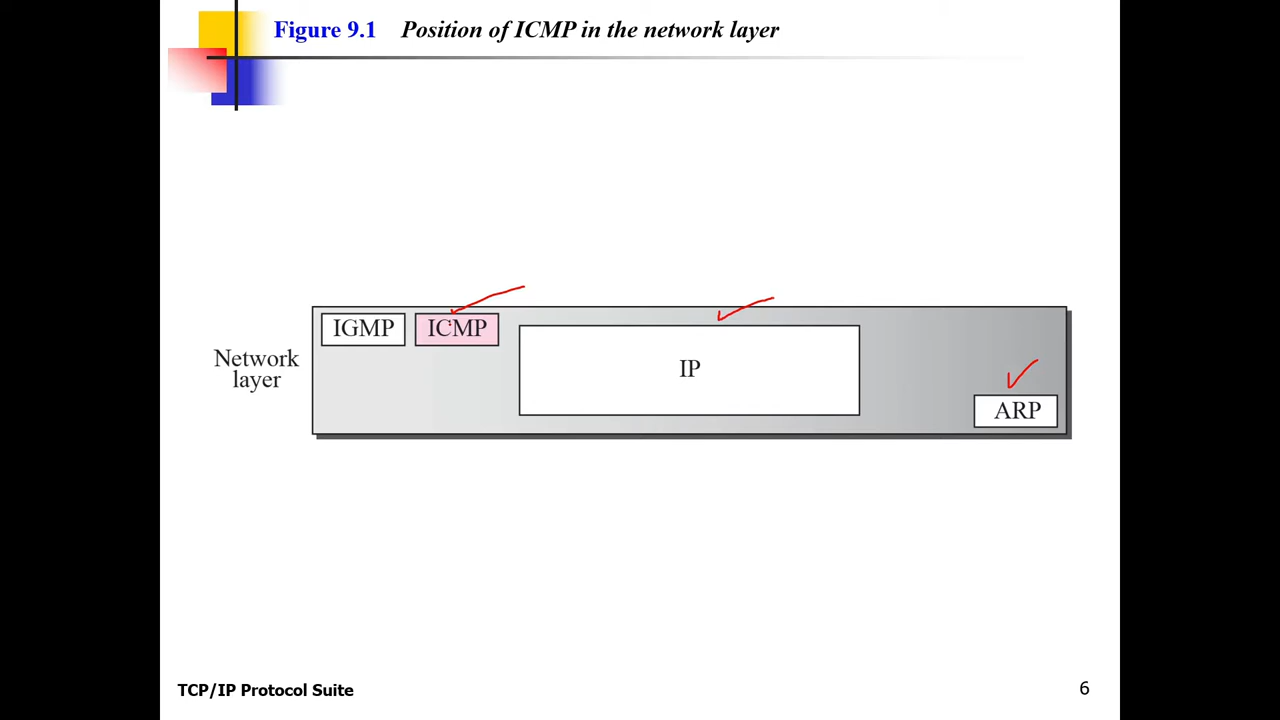 Figure 9.1 Position of ICMP in the network layer
IGMP ICMP
IP
Network
layer
ARP
TCP/IP Protocol Suite
6